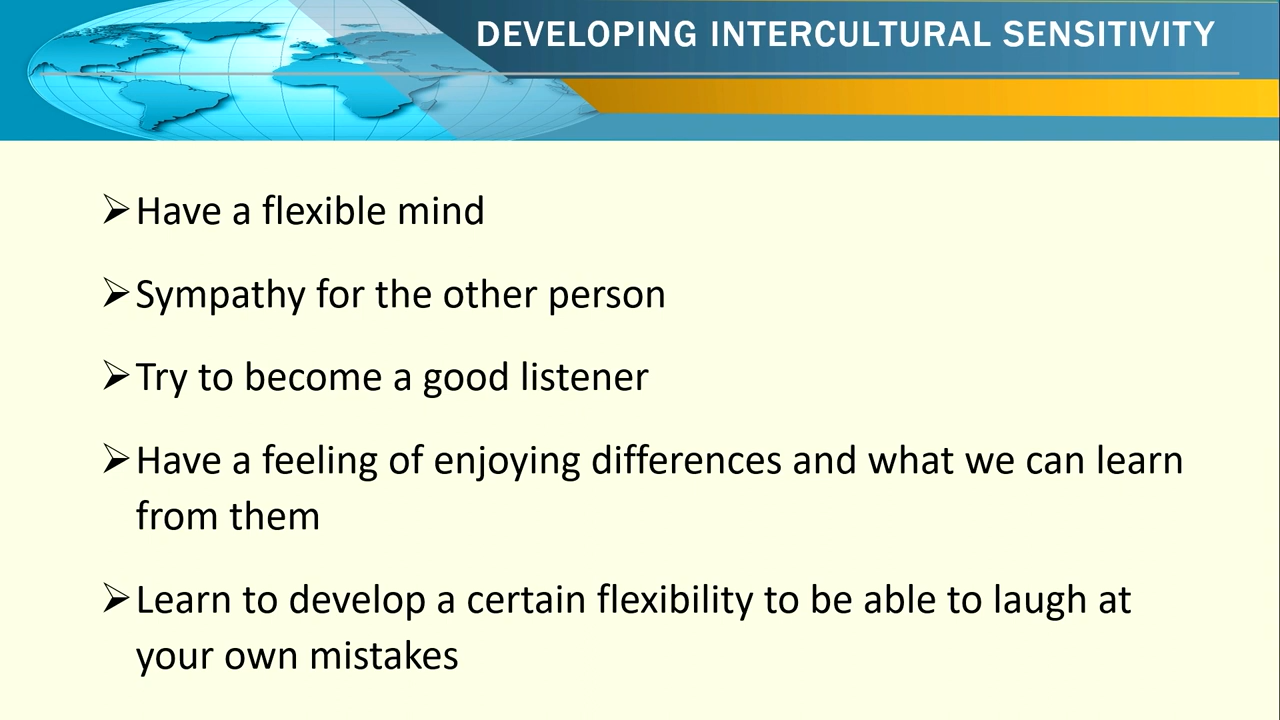 DEVELOPING INTERCULTURAL SENSITIVITY
➢Have a flexible mind
➢Sympathy for the other person
➢Try to become a good listener
➢Have a feeling of enjoying differences and what we can learn
from them
➢Learn to develop a certain flexibility to be able to laugh at
your own mistakes